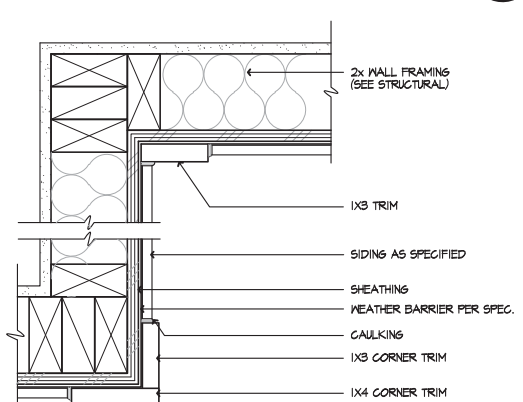 2x WALL FRAMING
(SEE STRUCTURAL)
1X3 TRIM
SIDING AS SPECIFIED
SHEATHING
WEATHER BARRIER PER SPEC.
CAULKING
1X3 CORNER TRIM
1X4 CORNER TRIM